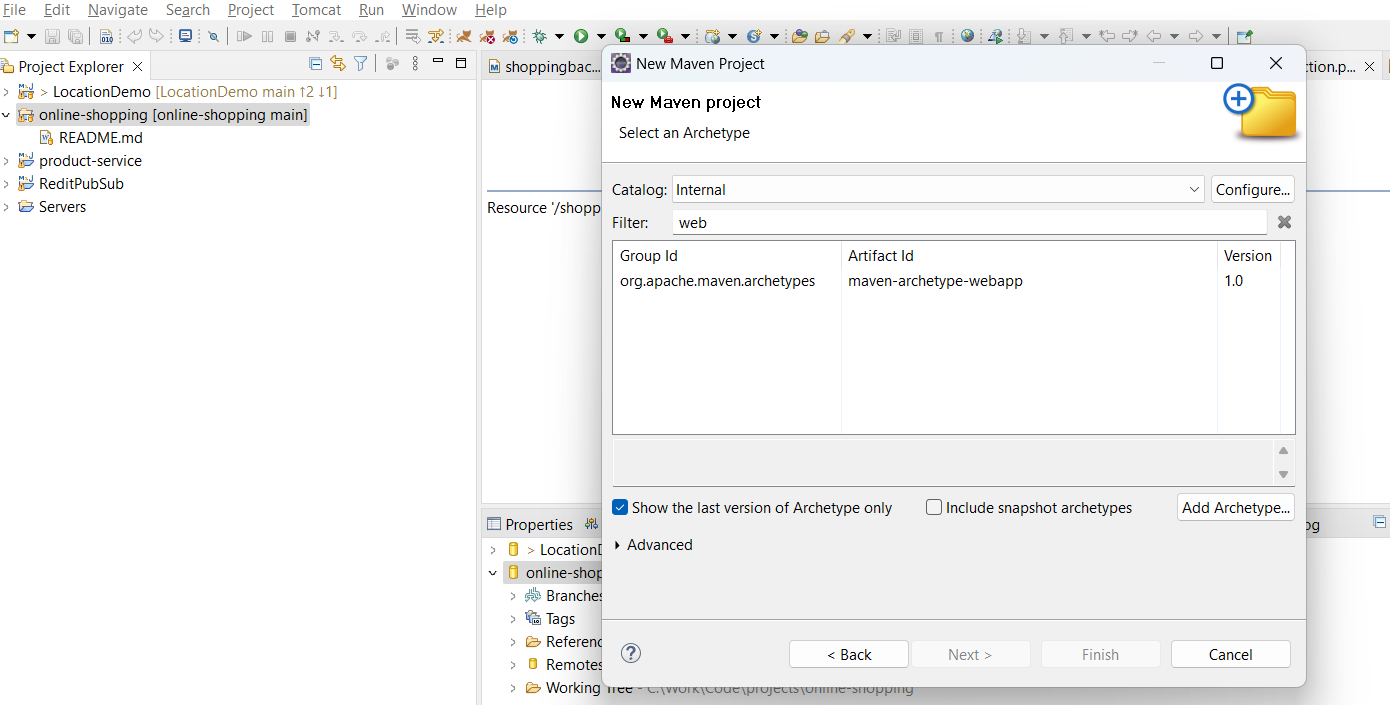 File Edit Navigate Search Project Tomcat Run Window Help
Project Explorer
> LocationDemo [LocationDemo main ↑2 ↓1]
online-shopping [online-shopping main]
README.md
product-service
ReditPubSub
Servers
shoppingbac...
ction.p...
Resource '/shopp
New Maven Project
New Maven project
Select an Archetype
Catalog: Internal Configure...
Filter: web
Group Id Artifact Id Version
org.apache.maven.archetypes maven-archetype-webapp 1.0
Show the last version of Archetype only Include snapshot archetypes Add Archetype...
Advanced
< Back Next > Finish Cancel
Properties
og
> LocationD
online-shop
Branches
Tags
Referenc
Remotes
Working Tree - C:\Work\Code\projects\online-shopping